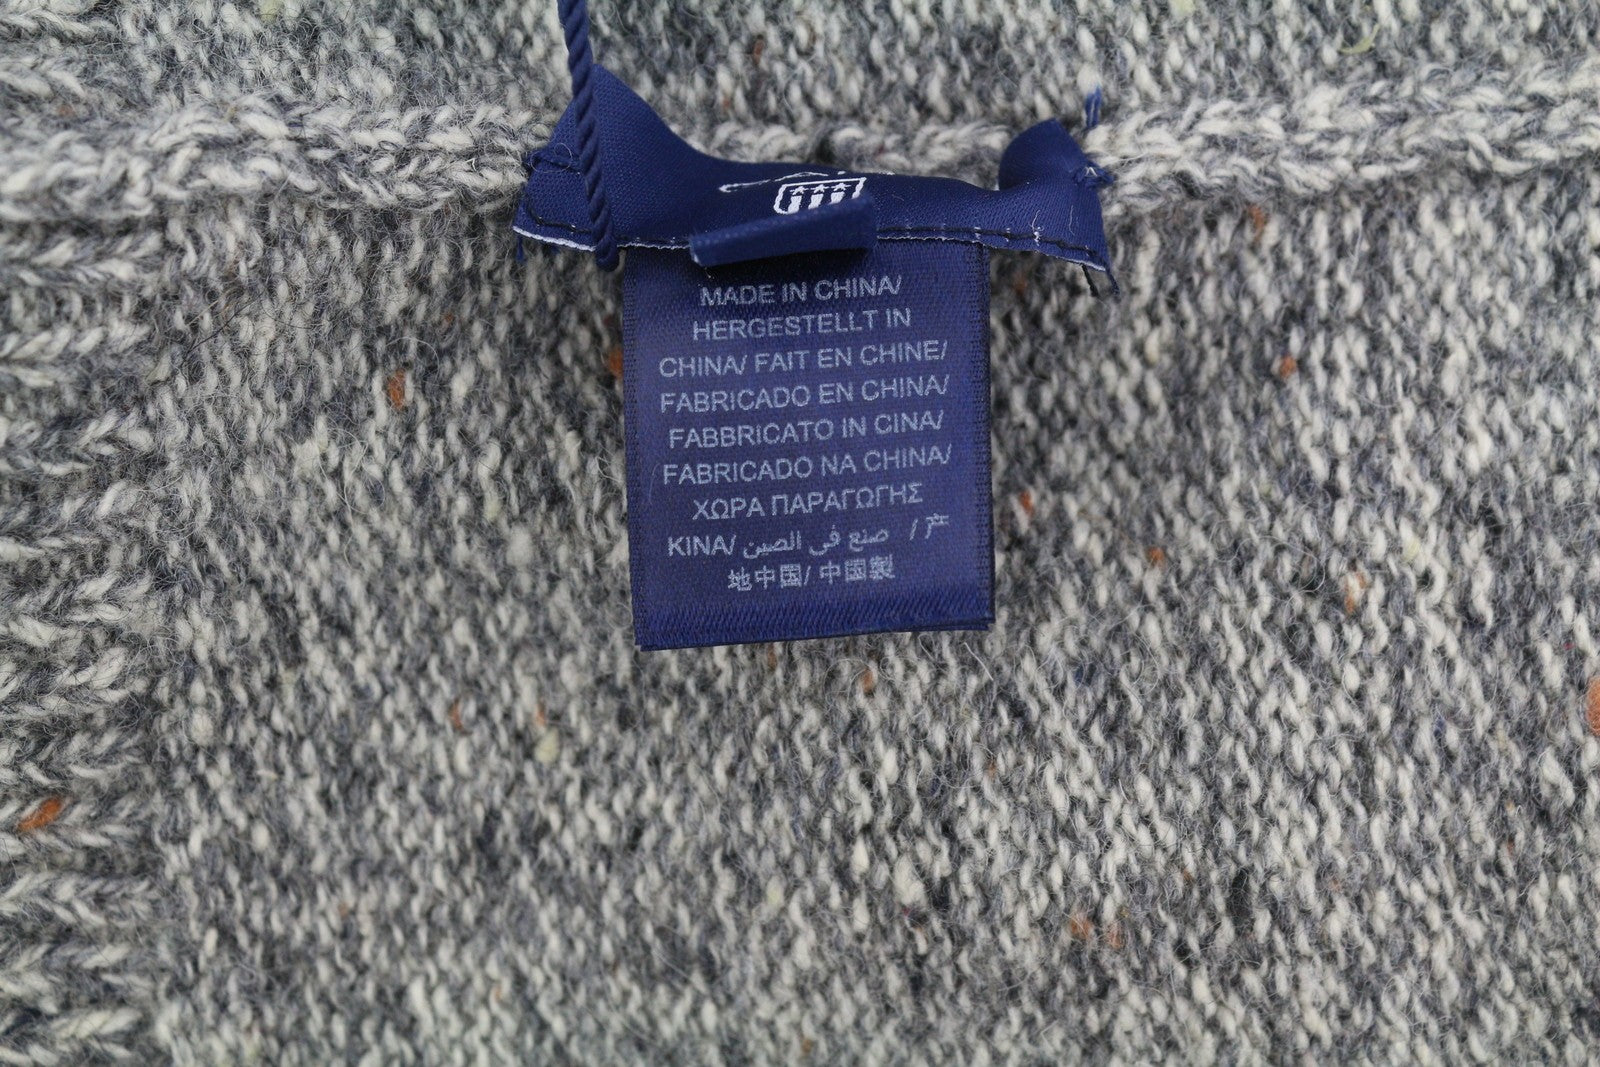 MADE IN CHINA/
HERGESTELLT IN
CHINA/ FAIT EN CHINE/
FABRICADO EN CHINA/
FABBRICATO IN CINA/
FABRICADO NA CHINA/
ΧΩΡΑ ΠΑΡΑΓΩΓΗΣ
KINA/ صنع في الصين / 产
地中国/ 中国製